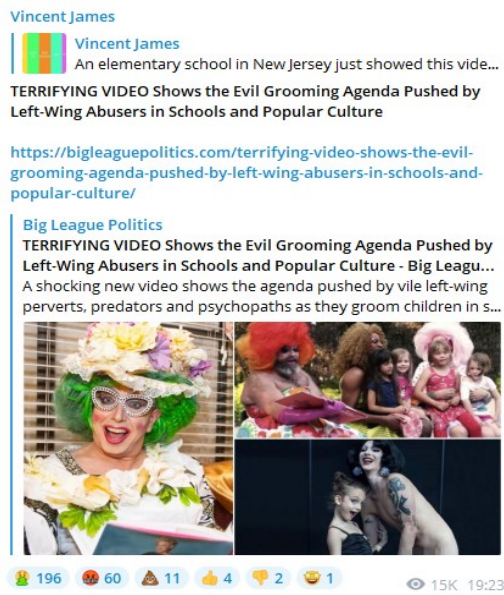 Vincent James
Vincent James
An elementary school in New Jersey just showed this vide...
TERRIFYING VIDEO Shows the Evil Grooming Agenda Pushed by
Left-Wing Abusers in Schools and Popular Culture
https://bigleaguepolitics.com/terrifying-video-shows-the-evil-
grooming-agenda-pushed-by-left-wing-abusers-in-schools-and-
popular-culture/
Big League Politics
TERRIFYING VIDEO Shows the Evil Grooming Agenda Pushed by
Left-Wing Abusers in Schools and Popular Culture - Big Leagu...
A shocking new video shows the agenda pushed by vile left-wing
perverts, predators and psychopaths as they groom children in s...
196 60 11 4 2 1
15K 19:23